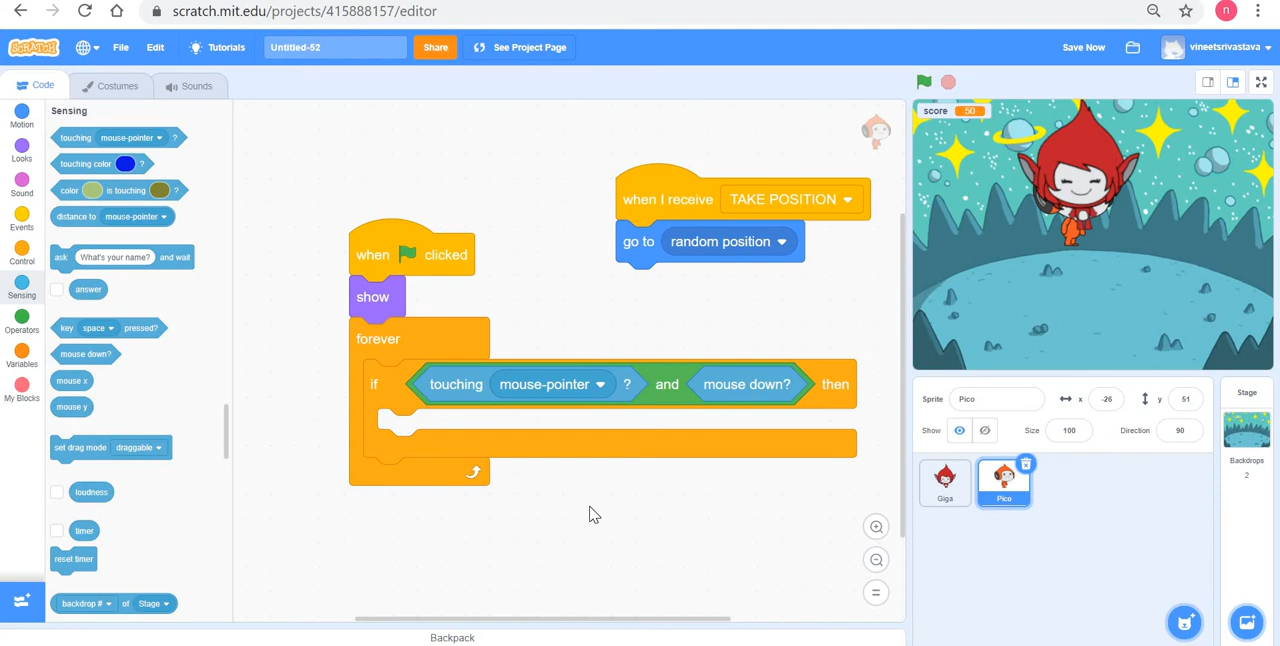 scratch.mit.edu/projects/415888157/editor
n
SCRATCH File Edit Tutorials Untitled-52 Share See Project Page Save Now vineetsrivastava
Code Costumes Sounds
Motion
Looks
Sound
Events
Control
Sensing
Operators
Variables
My Blocks
Sensing
touching mouse-pointer ?
touching color ?
color is touching ?
distance to mouse-pointer
ask What's your name? and wait
answer
key space pressed?
mouse down?
mouse x
mouse y
set drag mode draggable
loudness
timer
reset timer
backdrop # of Stage
when I receive TAKE POSITION
go to random position
when clicked
show
forever
if touching mouse-pointer ? and mouse down? then
score 50
Sprite Pico x -26 y 51
Show Size 100 Direction 90
Giga
Pico
Stage
Backdrops
2
Backpack